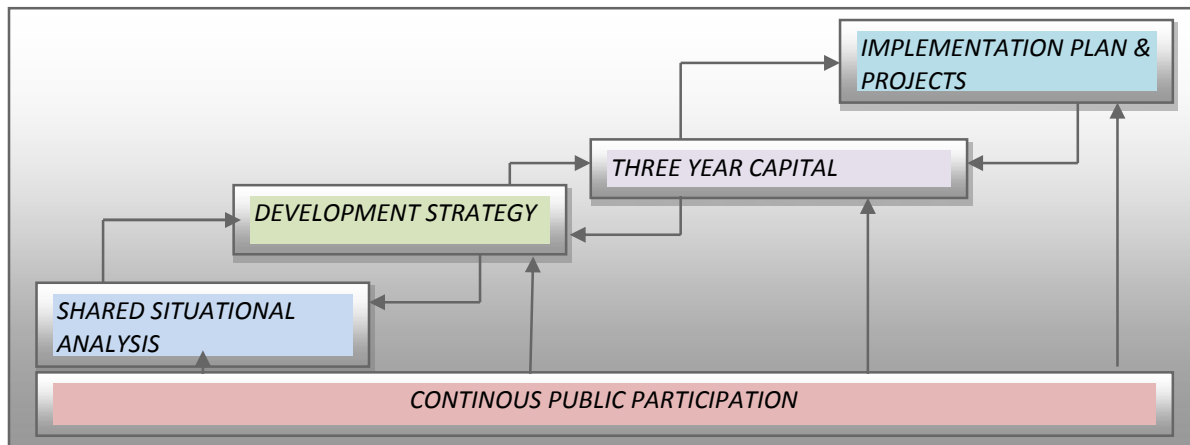 IMPLEMENTATION PLAN &
PROJECTS
THREE YEAR CAPITAL
DEVELOPMENT STRATEGY
SHARED SITUATIONAL
ANALYSIS
CONTINOUS PUBLIC PARTICIPATION